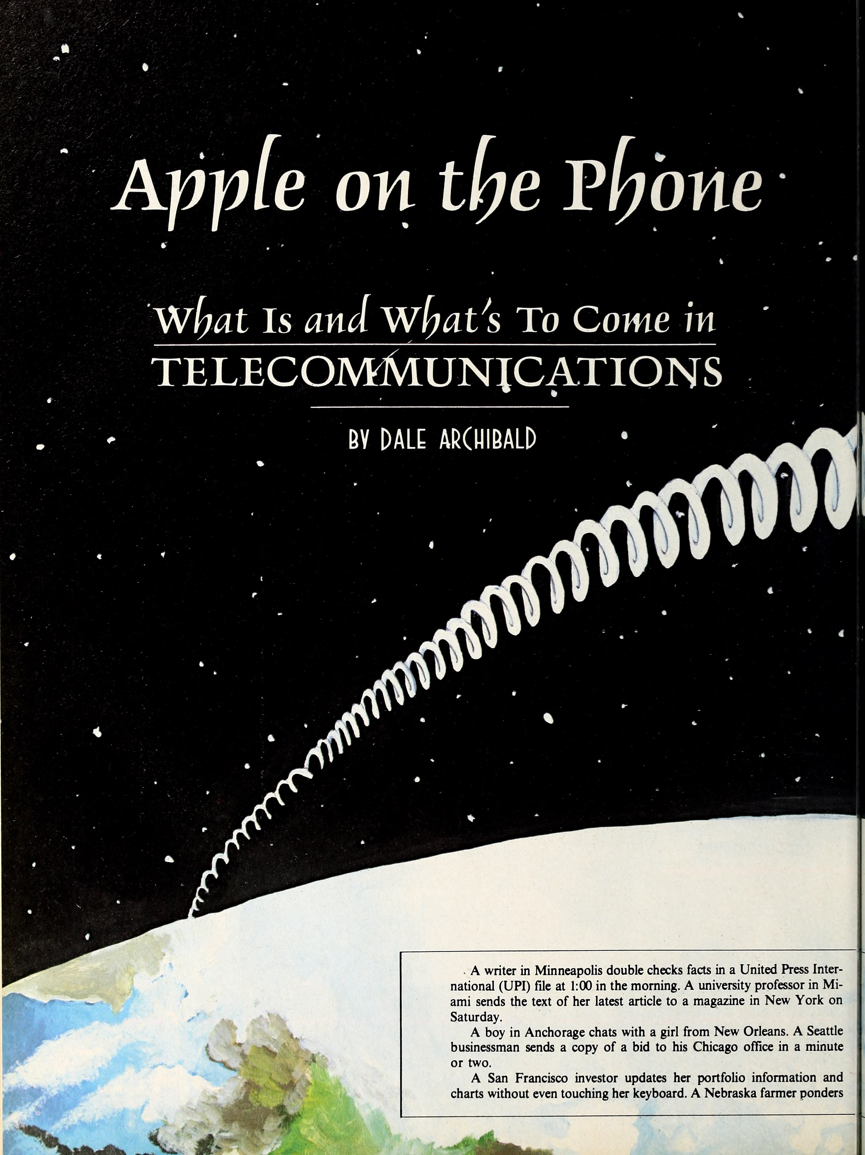 Apple on the Phone
What Is and What's To Come in
TELECOMMUNICATIONS
BY DALE ARCHIBALD
A writer in Minneapolis double checks facts in a United Press Inter-
national (UPI) file at 1:00 in the morning. A university professor in Mi-
ami sends the text of her latest article to a magazine in New York on
Saturday.
A boy in Anchorage chats with a girl from New Orleans. A Seattle
businessman sends a copy of a bid to his Chicago office in a minute
or two.
A San Francisco investor updates her portfolio information and
charts without even touching her keyboard. A Nebraska farmer ponders